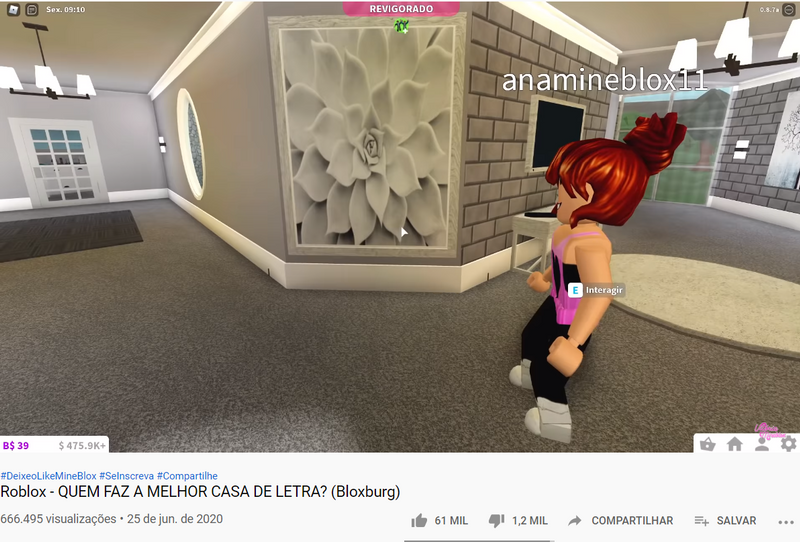 Sex. 09:10
REVIGORADO
0.8.7a
anamineblox11
E Interagir
B$ 39
$ 475.9K+
#DeixeoLikeMineBlox #SeInscreva #Compartilhe
Roblox - QUEM FAZ A MELHOR CASA DE LETRA? (Bloxburg)
666.495 visualizações • 25 de jun. de 2020
61 MIL
1,2 MIL
COMPARTILHAR
SALVAR